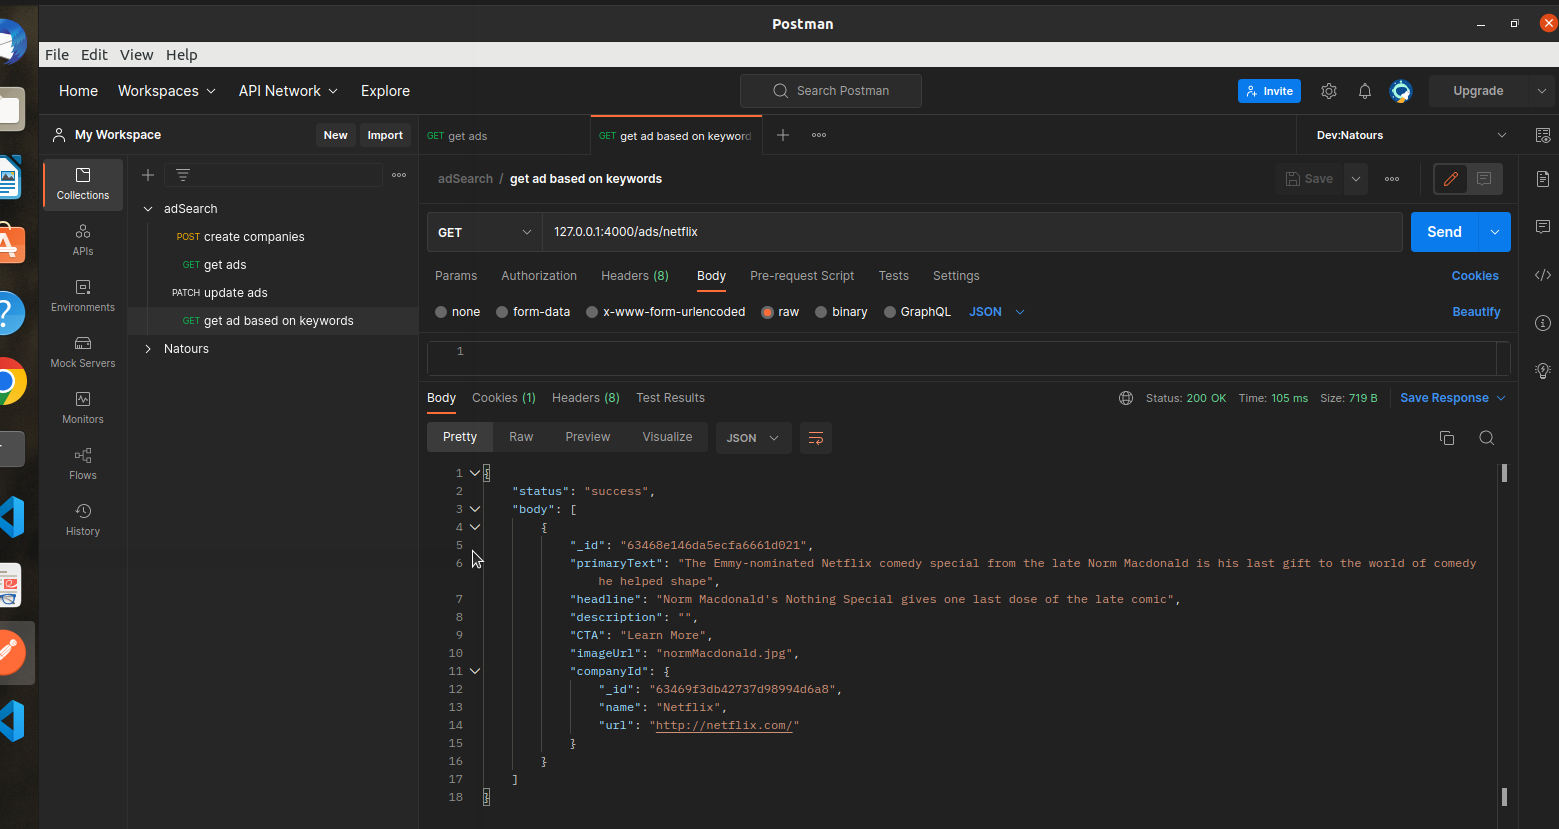 Postman
File Edit View Help
Home Workspaces API Network Explore Search Postman Invite Upgrade
My Workspace New Import GET get ads GET get ad based on keyword Dev:Natours
Collections
APIs
Environments
Mock Servers
Monitors
Flows
History
adSearch
POST create companies
GET get ads
PATCH update ads
GET get ad based on keywords
Natours
adSearch / get ad based on keywords Save
GET 127.0.0.1:4000/ads/netflix Send
Params Authorization Headers (8) Body Pre-request Script Tests Settings Cookies
none form-data x-www-form-urlencoded raw binary GraphQL JSON Beautify
1
Body Cookies (1) Headers (8) Test Results Status: 200 OK Time: 105 ms Size: 719 B Save Response
Pretty Raw Preview Visualize JSON
1 {
2 "status": "success",
3 "body": [
4 {
5 "_id": "63468e146da5ecfa6661d021",
6 "primaryText": "The Emmy-nominated Netflix comedy special from the late Norm Macdonald is his last gift to the world of comedy
he helped shape",
7 "headline": "Norm Macdonald's Nothing Special gives one last dose of the late comic",
8 "description": "",
9 "CTA": "Learn More",
10 "imageUrl": "normMacdonald.jpg",
11 "companyId": {
12 "_id": "63469f3db42737d98994d6a8",
13 "name": "Netflix",
14 "url": "http://netflix.com/"
15 }
16 }
17 ]
18 }